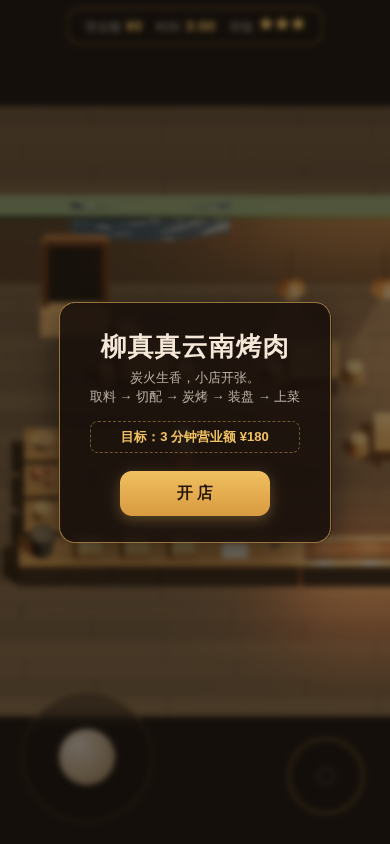 柳真真云南烤肉
炭火生香，小店开张。
取料 → 切配 → 炭烤 → 装盘 → 上菜
目标：3 分钟营业额 ¥180
开 店